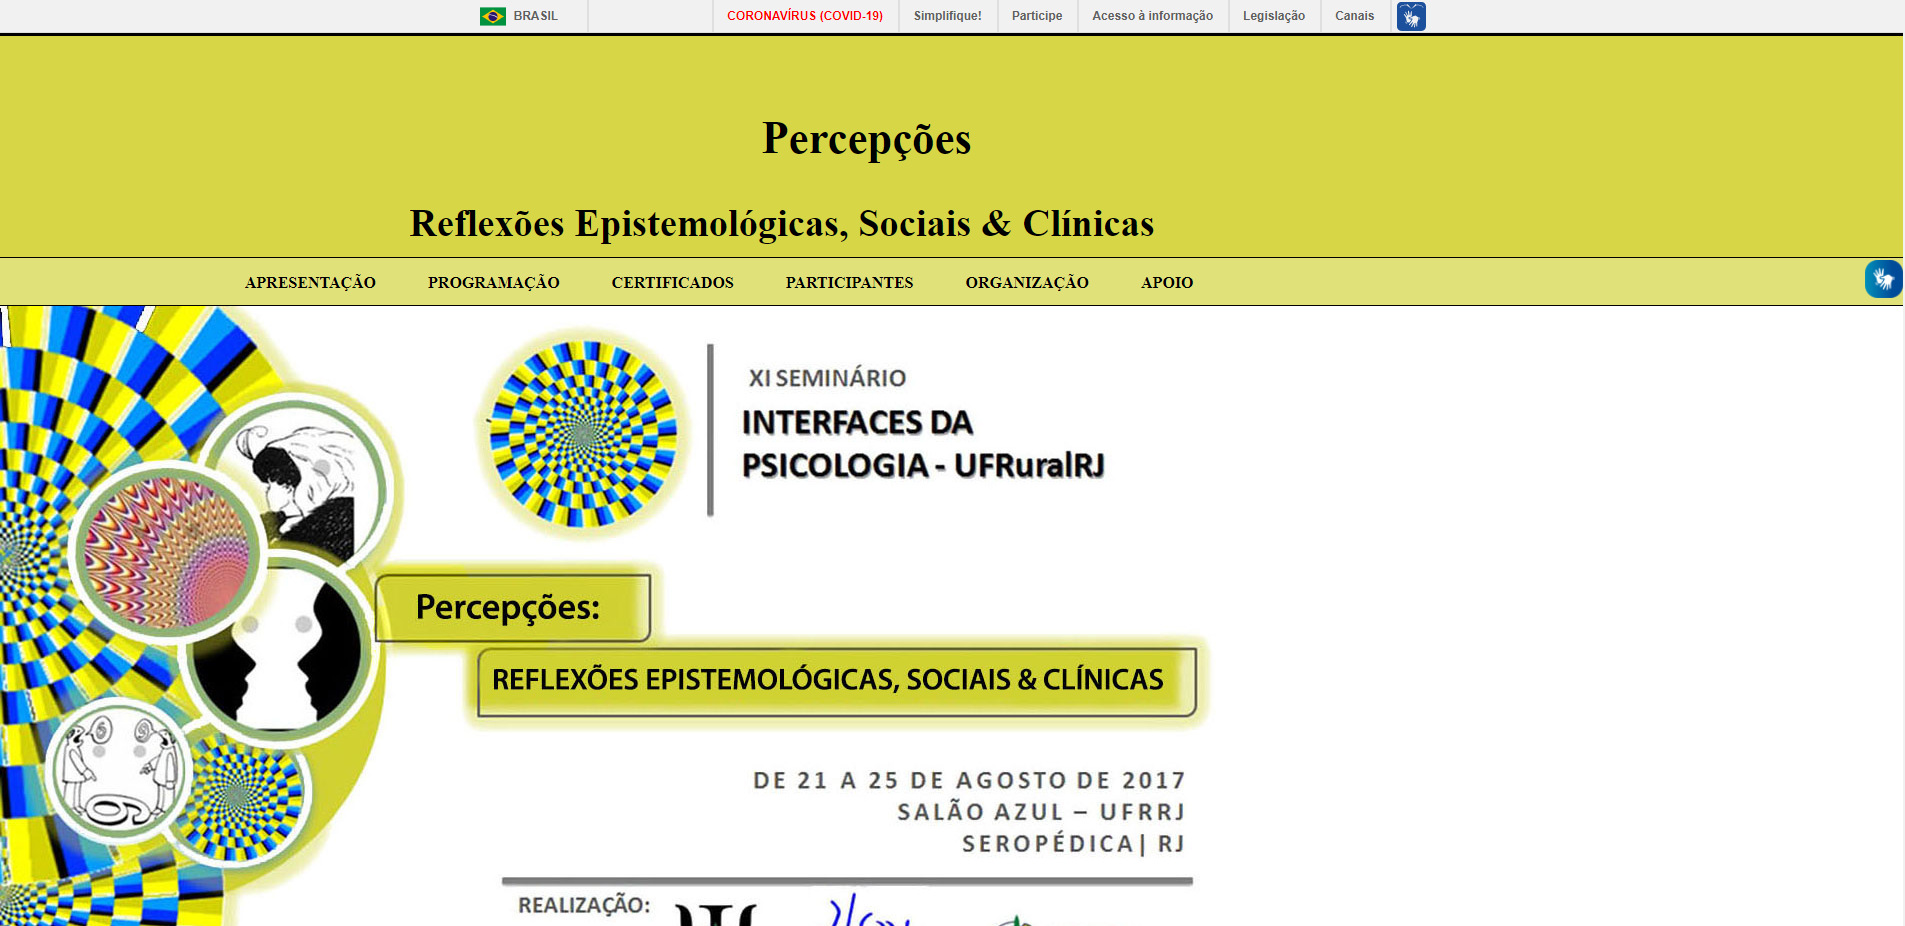 BRASIL
CORONAVÍRUS (COVID-19)
Simplifique!
Participe
Acesso à informação
Legislação
Canais
Percepções
Reflexões Epistemológicas, Sociais & Clínicas
APRESENTAÇÃO
PROGRAMAÇÃO
CERTIFICADOS
PARTICIPANTES
ORGANIZAÇÃO
APOIO
XI SEMINÁRIO
INTERFACES DA
PSICOLOGIA - UFRuralRJ
Percepções:
REFLEXÕES EPISTEMOLÓGICAS, SOCIAIS & CLÍNICAS
DE 21 A 25 DE AGOSTO DE 2017
SALÃO AZUL – UFRRJ
SEROPÉDICA| RJ
REALIZAÇÃO: